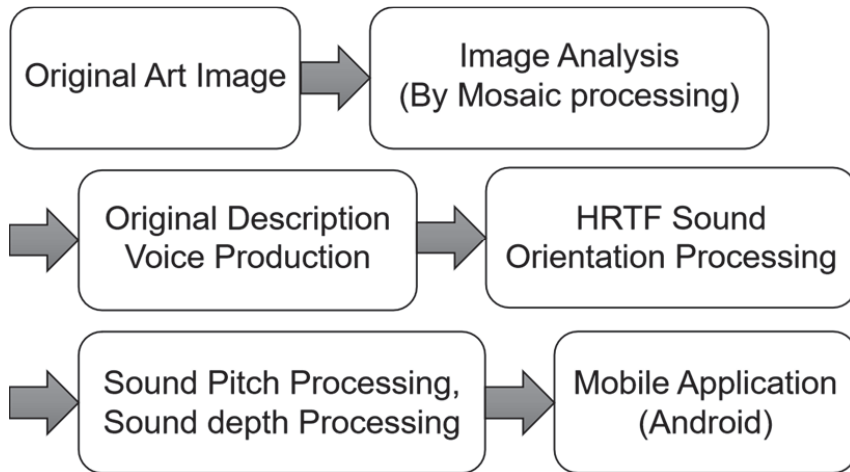 Original Art Image
Image Analysis
(By Mosaic processing)
Original Description
Voice Production
HRTF Sound
Orientation Processing
Sound Pitch Processing,
Sound depth Processing
Mobile Application
(Android)